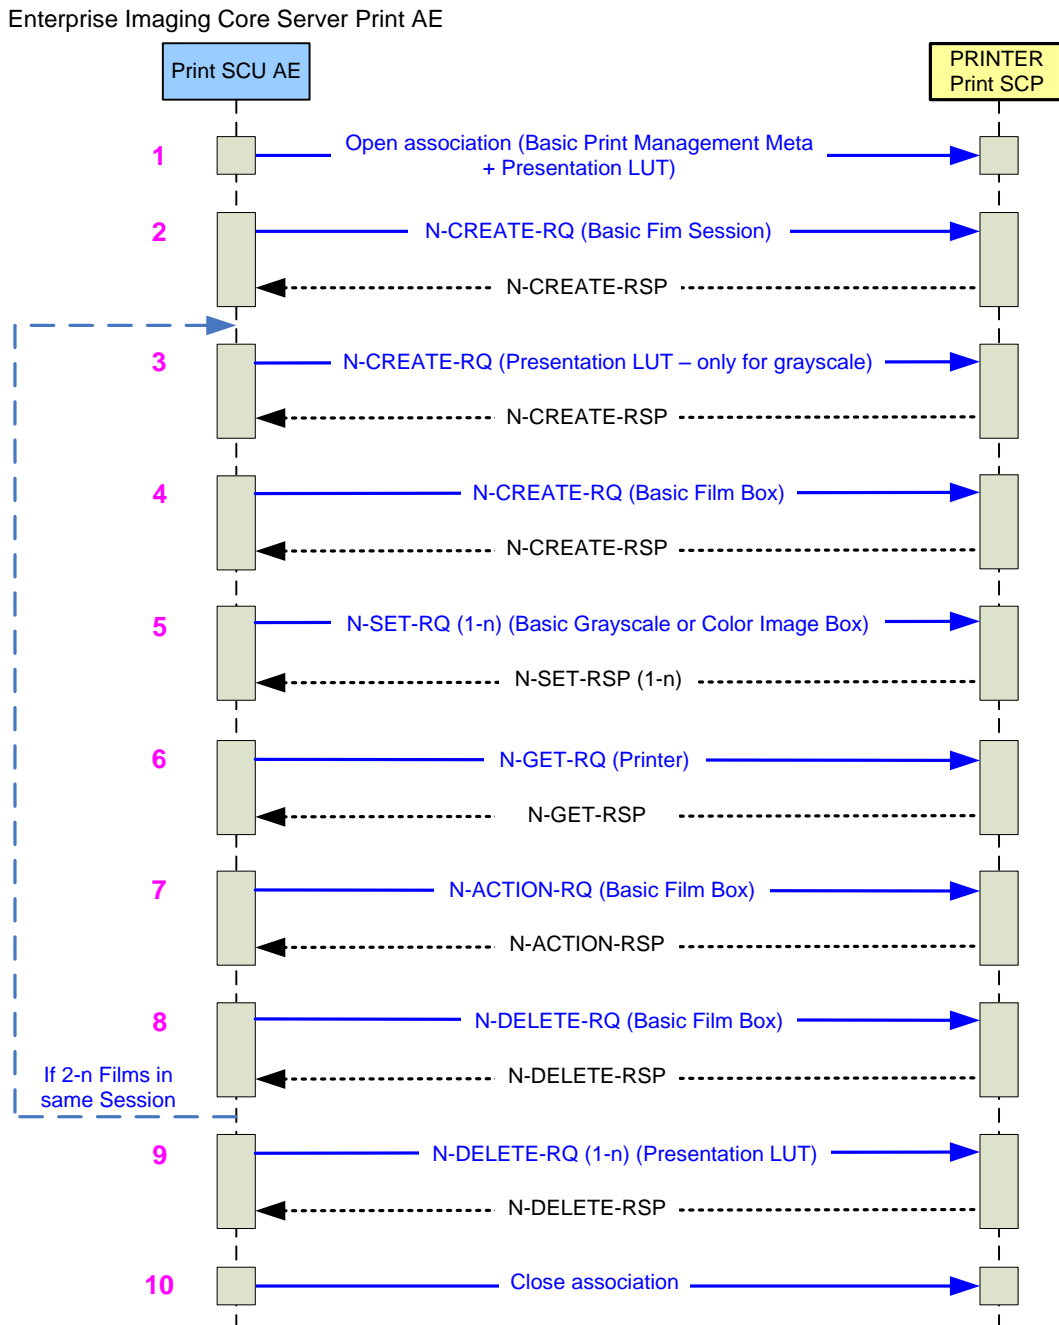 Enterprise Imaging Core Server Print AE
Print SCU AE
PRINTER
Print SCP
1
Open association (Basic Print Management Meta
+ Presentation LUT)
2
N-CREATE-RQ (Basic Fim Session)
N-CREATE-RSP
3
N-CREATE-RQ (Presentation LUT – only for grayscale)
N-CREATE-RSP
4
N-CREATE-RQ (Basic Film Box)
N-CREATE-RSP
5
N-SET-RQ (1-n) (Basic Grayscale or Color Image Box)
N-SET-RSP (1-n)
6
N-GET-RQ (Printer)
N-GET-RSP
7
N-ACTION-RQ (Basic Film Box)
N-ACTION-RSP
8
N-DELETE-RQ (Basic Film Box)
N-DELETE-RSP
If 2-n Films in
same Session
9
N-DELETE-RQ (1-n) (Presentation LUT)
N-DELETE-RSP
10
Close association